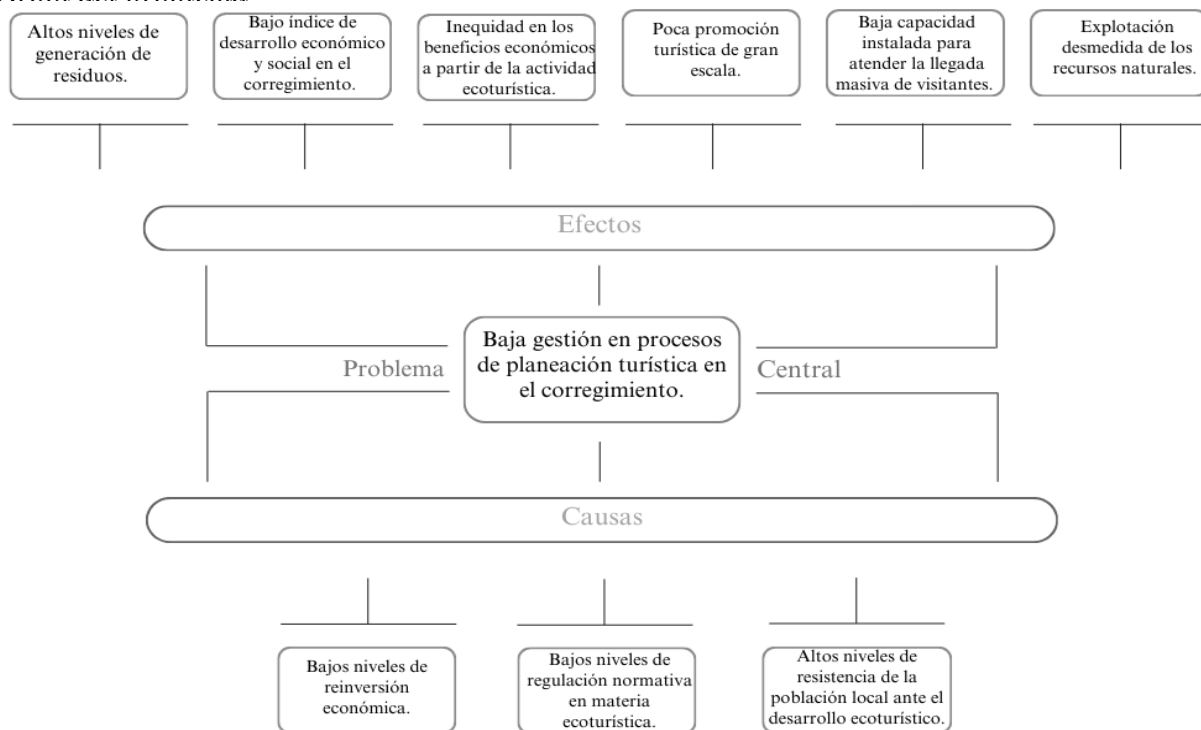 Altos niveles de
generación de
residuos.
Bajo índice de
desarrollo económico
y social en el
corregimiento.
Inequidad en los
beneficios económicos
a partir de la actividad
ecoturística.
Poca promoción
turística de gran
escala.
Baja capacidad
instalada para
atender la llegada
masiva de visitantes.
Explotación
desmedida de los
recursos naturales.
Efectos
Problema
Baja gestión en procesos
de planeación turística en
el corregimiento.
Central
Causas
Bajos niveles de
reinversión
económica.
Bajos niveles de
regulación normativa
en materia
ecoturística.
Altos niveles de
resistencia de la
población local ante el
desarrollo ecoturístico.